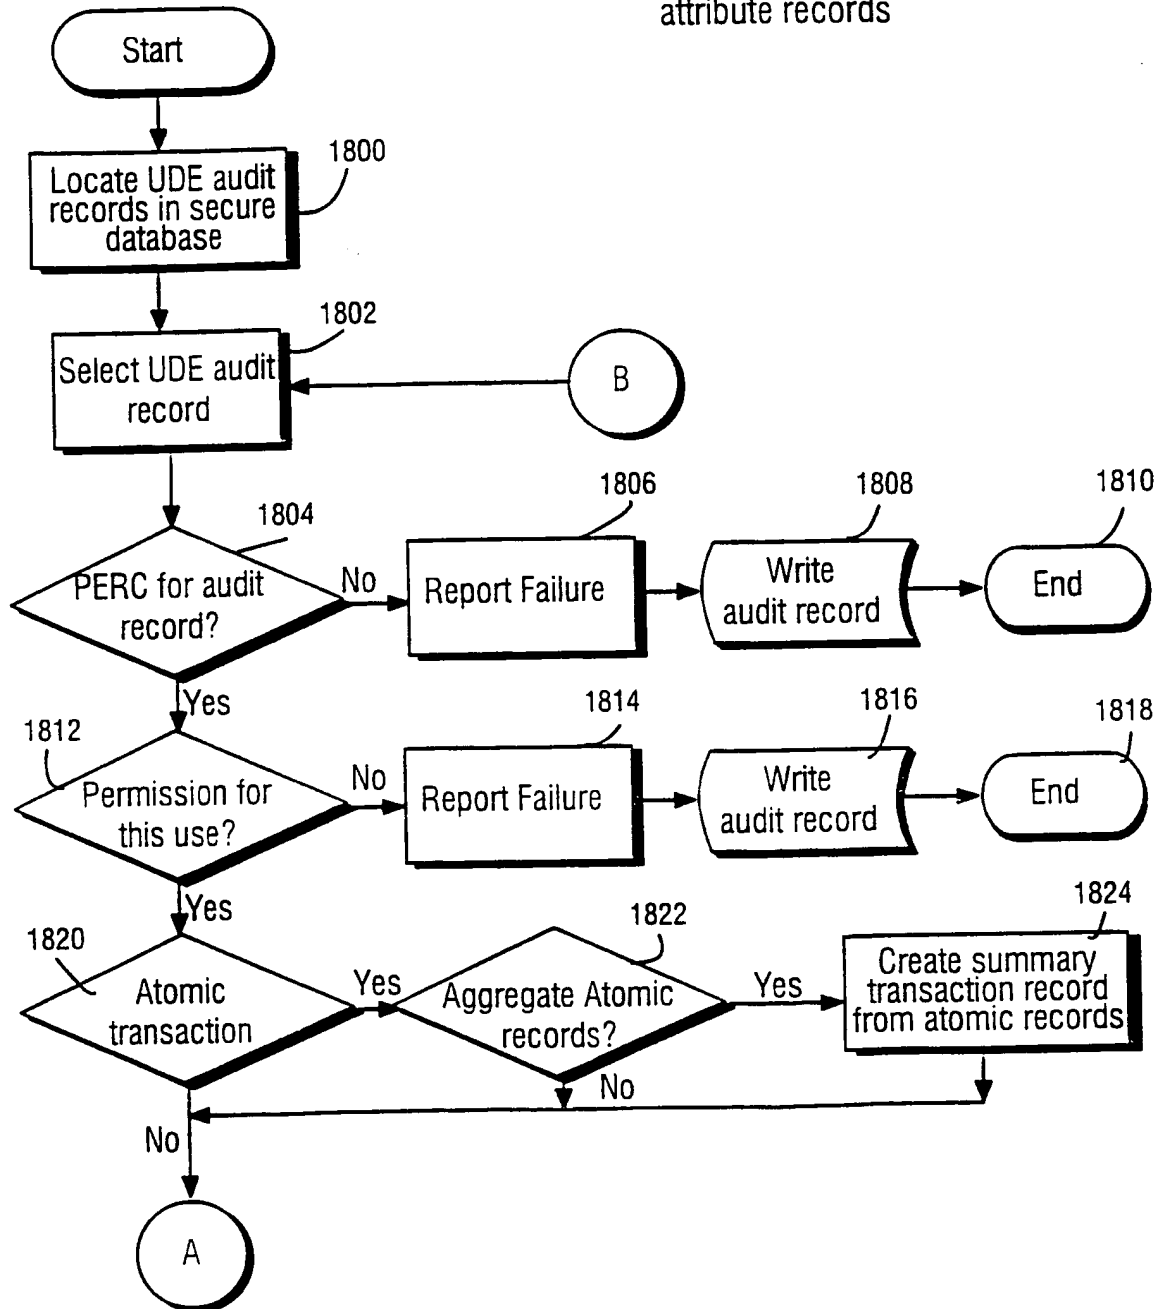 attribute records
Start
1800
Locate UDE audit
records in secure
database
1802
Select UDE audit
record
B
1804
PERC for audit
record?
No
1806
Report Failure
1808
Write
audit record
1810
End
Yes
1812
Permission for
this use?
No
1814
Report Failure
1816
Write
audit record
1818
End
Yes
1820
Atomic
transaction
Yes
1822
Aggregate Atomic
records?
Yes
1824
Create summary
transaction record
from atomic records
No
No
A